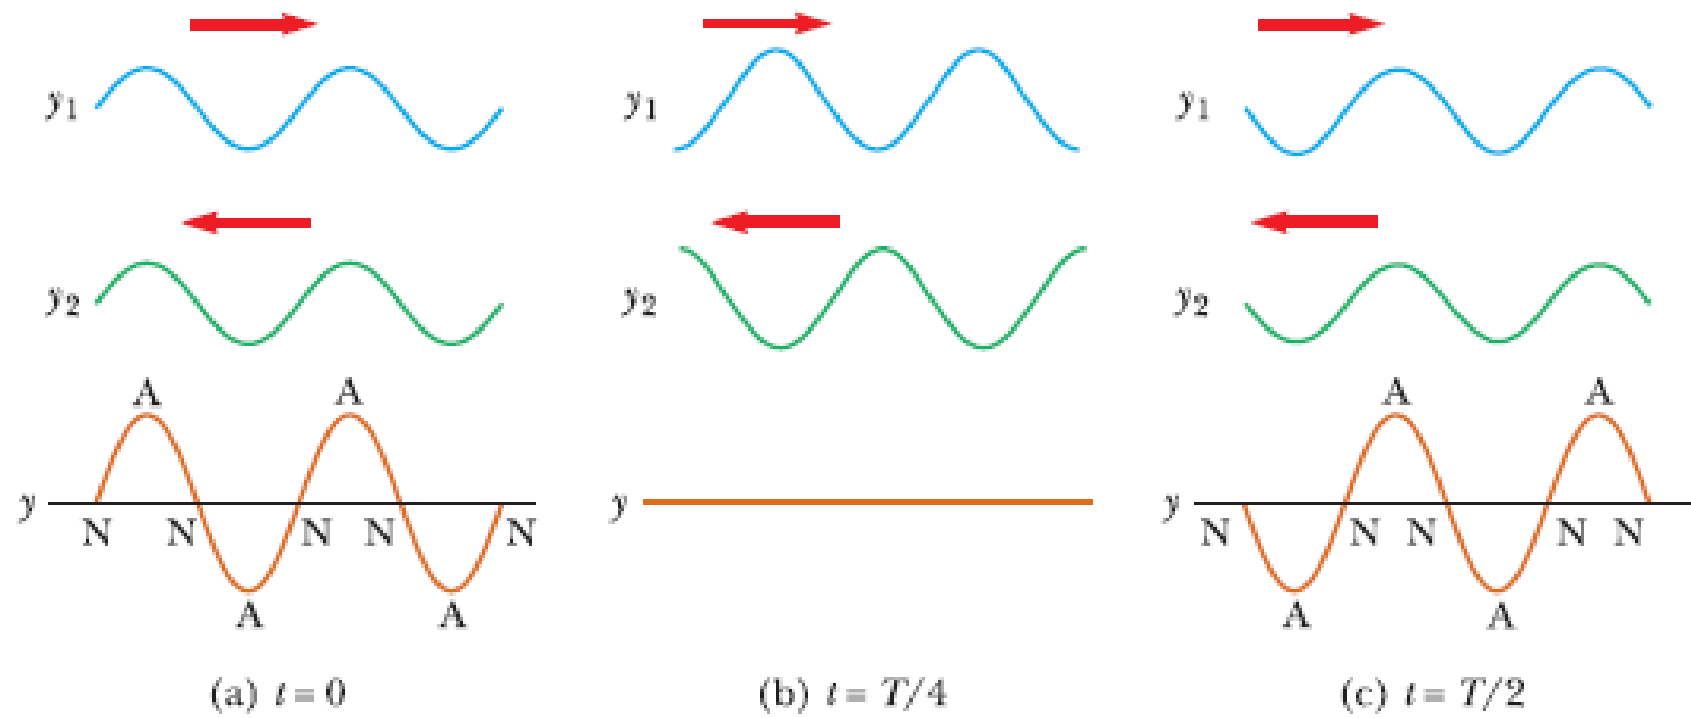 y1 y1 y1
y2 y2 y2
A A A A
y y y
N N N N N N N N N N
A A A A
(a) t = 0 (b) t = T/4 (c) t = T/2